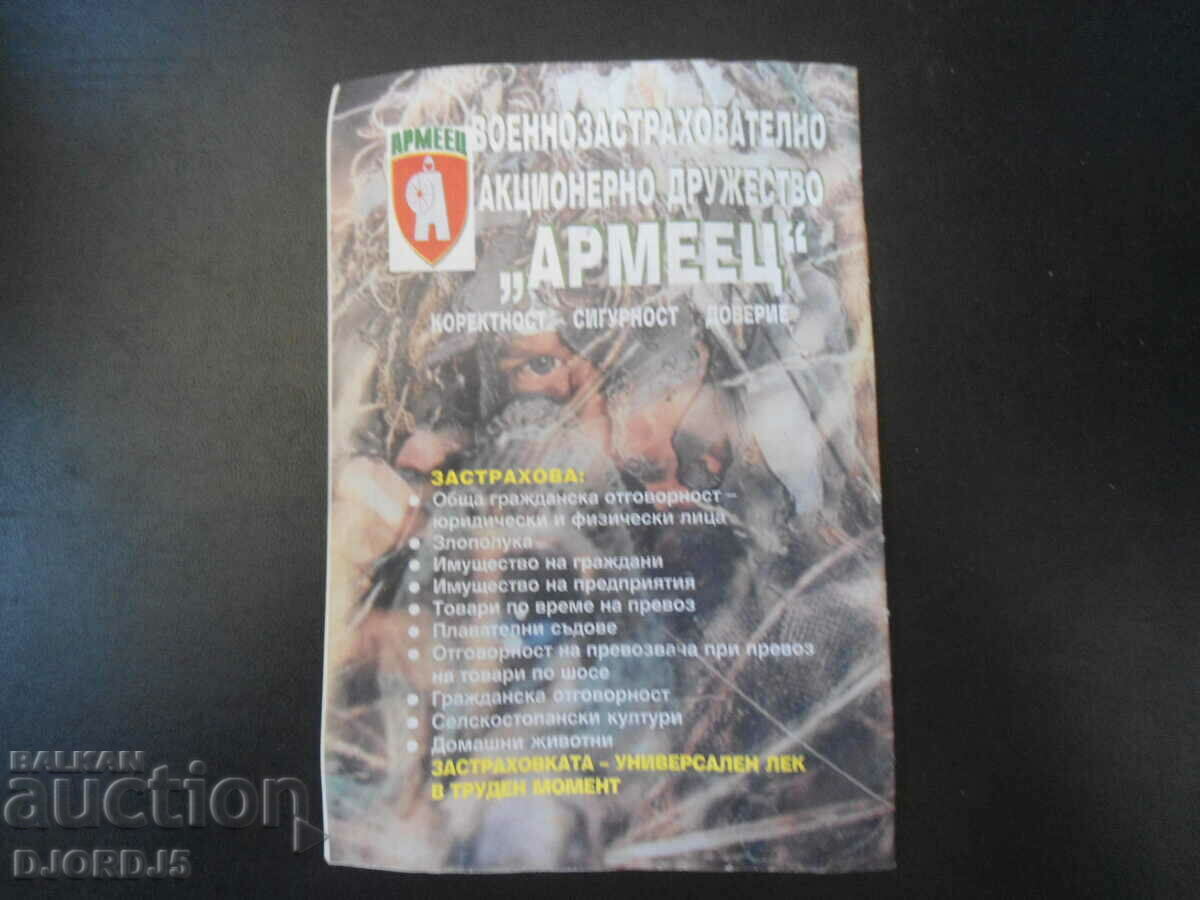 АРМЕЕЦ
ВОЕННОЗАСТРАХОВАТЕЛНО
АКЦИОНЕРНО ДРУЖЕСТВО
„АРМЕЕЦ“
КОРЕКТНОСТ - СИГУРНОСТ ДОВЕРИЕ
ЗАСТРАХОВА:
• Обща гражданска отговорност –
юридически и физически лица
• Злополука
• Имущество на граждани
• Имущество на предприятия
• Товари по време на превоз
• Плавателни съдове
• Отговорност на превозвача при превоз
на товари по шосе
• Гражданска отговорност
• Селскостопански култури
• Домашни животни
ЗАСТРАХОВКАТА – УНИВЕРСАЛЕН ЛЕК
В ТРУДЕН МОМЕНТ
BALKAN
auction
DJORDJ5